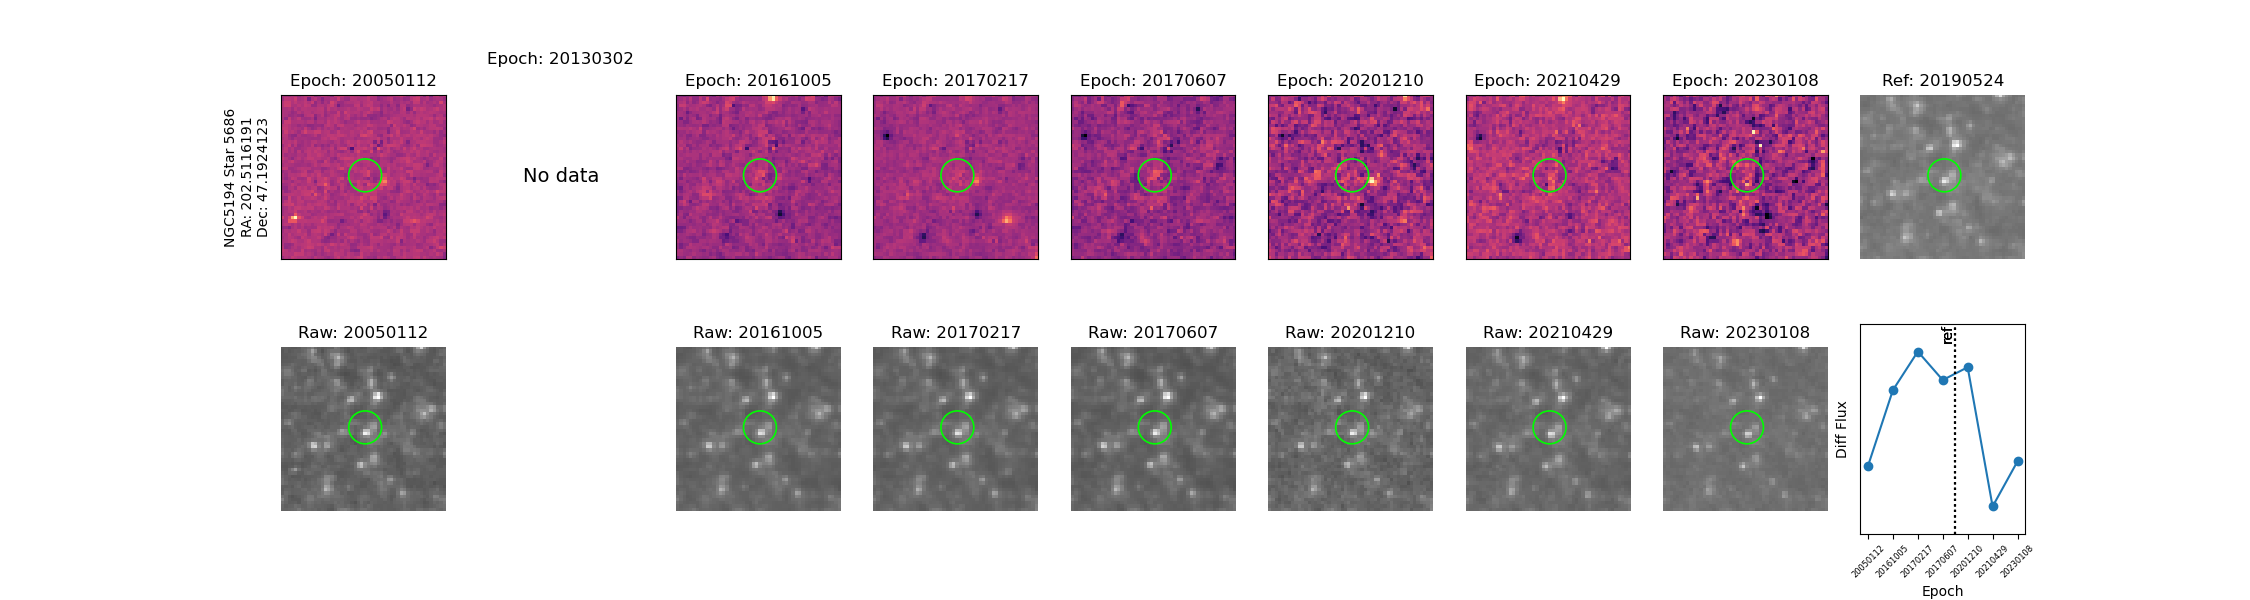 Epoch: 20130302
Epoch: 20050112
Epoch: 20161005
Epoch: 20170217
Epoch: 20170607
Epoch: 20201210
Epoch: 20210429
Epoch: 20230108
Ref: 20190524
NGC5194 Star 5686
RA: 202.5116191
Dec: 47.1924123
No data
Raw: 20050112
Raw: 20161005
Raw: 20170217
Raw: 20170607
Raw: 20201210
Raw: 20210429
Raw: 20230108
ref
Diff Flux
20050112
20161005
20170217
20170607
20201210
20210429
20230108
Epoch